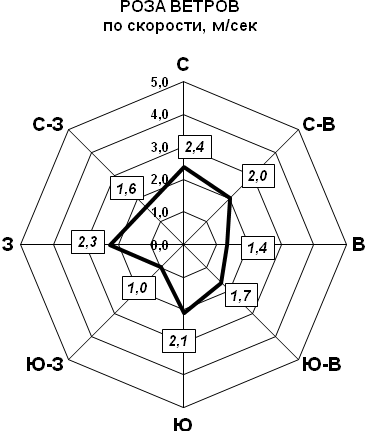 РОЗА ВЕТРОВ
по скорости, м/сек
С
5,0
4,0
С-З
С-В
3,0
2,4
2,0
2,0
1,6
1,0
З
2,3
0,0
1,4
В
1,0
1,7
2,1
Ю-З
Ю-В
Ю